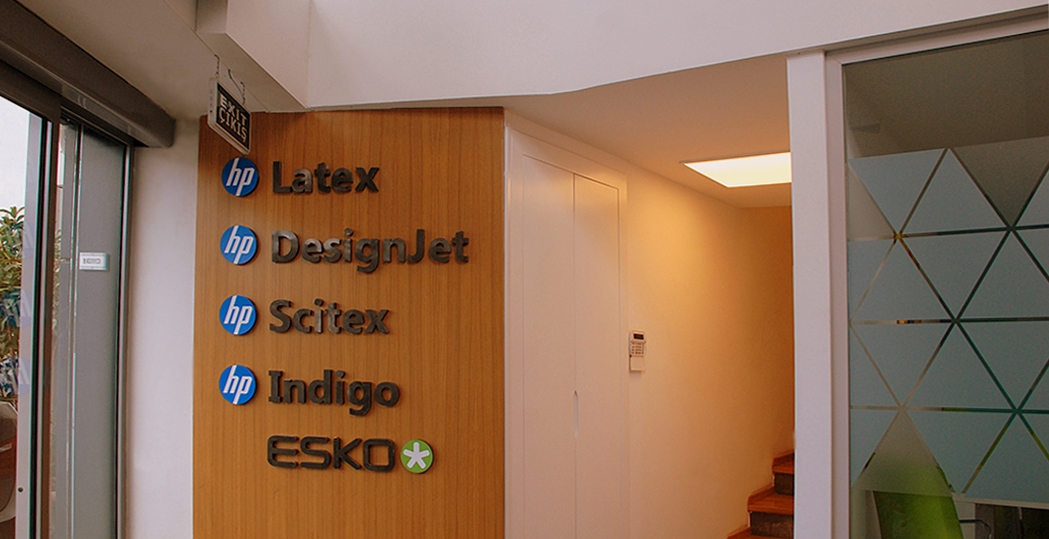 EXIT
ÇIKIŞ
hp Latex
hp DesignJet
hp Scitex
hp Indigo
ESKO